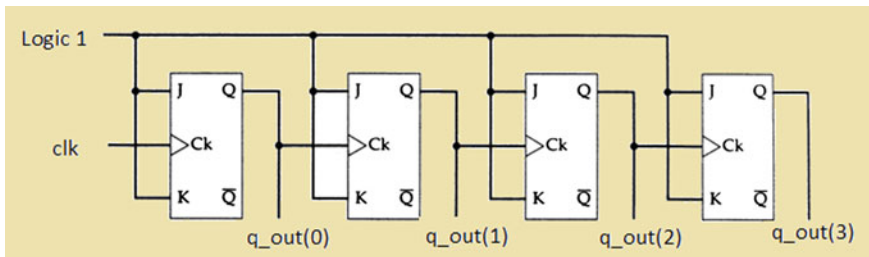 Logic 1
J Q J Q J Q J Q
clk Ck Ck Ck Ck
K Q̅ K Q̅ K Q̅ K Q̅
q_out(0) q_out(1) q_out(2) q_out(3)